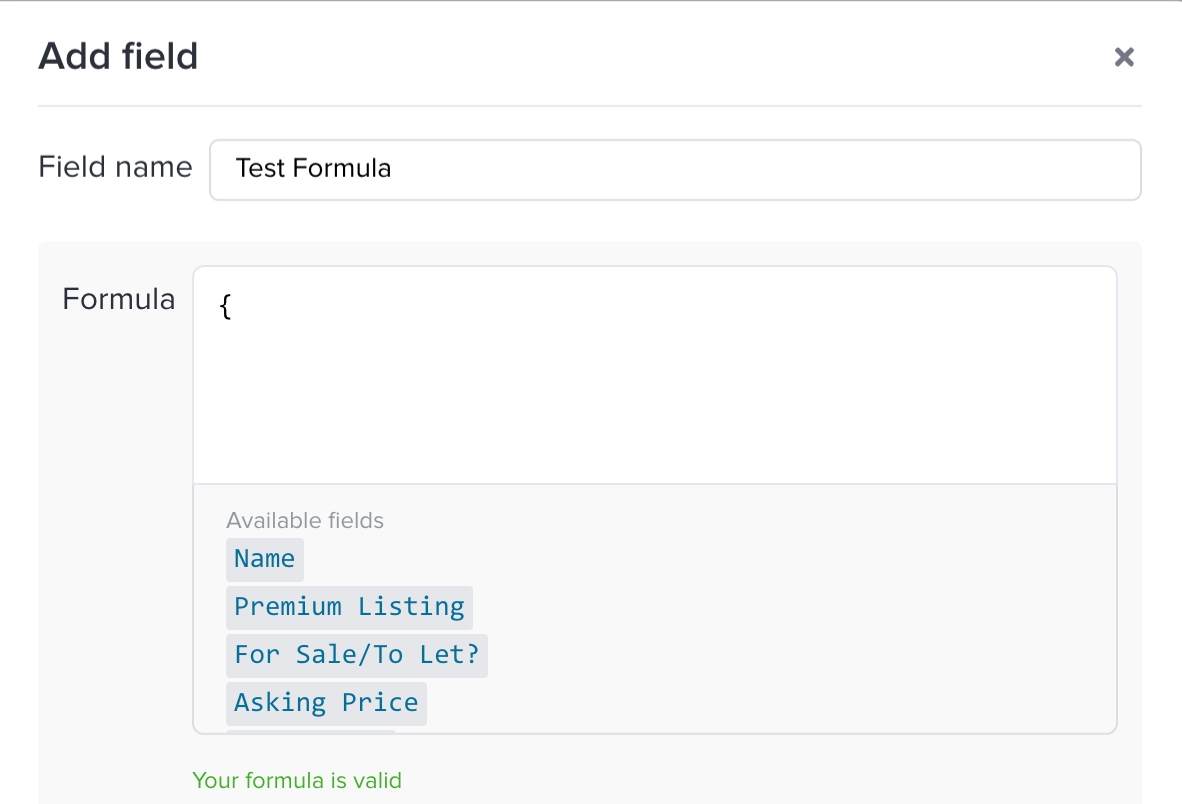 Add field
Field name
Test Formula
Formula
{
Available fields
Name
Premium Listing
For Sale/To Let?
Asking Price
Your formula is valid